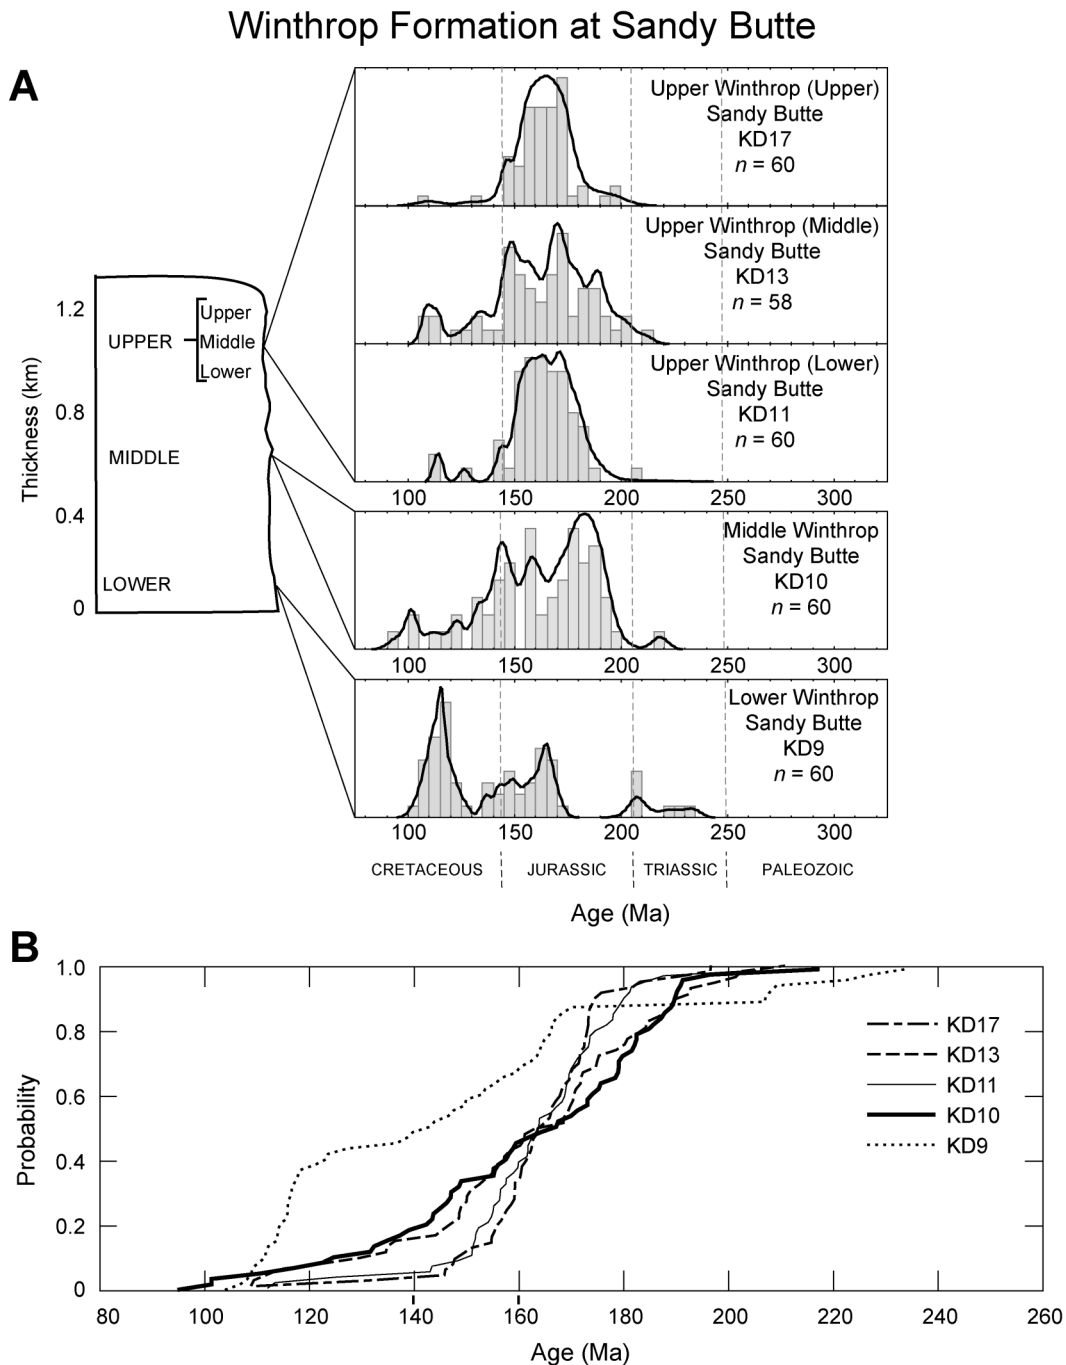 Winthrop Formation at Sandy Butte
A
Upper Winthrop (Upper)
Sandy Butte
KD17
n = 60
Upper Winthrop (Middle)
Sandy Butte
KD13
n = 58
Upper Winthrop (Lower)
Sandy Butte
KD11
n = 60
100 150 200 250 300
Middle Winthrop
Sandy Butte
KD10
n = 60
100 150 200 250 300
Lower Winthrop
Sandy Butte
KD9
n = 60
100 150 200 250 300
CRETACEOUS JURASSIC TRIASSIC PALEOZOIC
Age (Ma)
Thickness (km)
1.2
0.8
0.4
0
UPPER
Upper
Middle
Lower
MIDDLE
LOWER
B
Probability
1.0
0.8
0.6
0.4
0.2
0
KD17
KD13
KD11
KD10
KD9
80 100 120 140 160 180 200 220 240 260
Age (Ma)